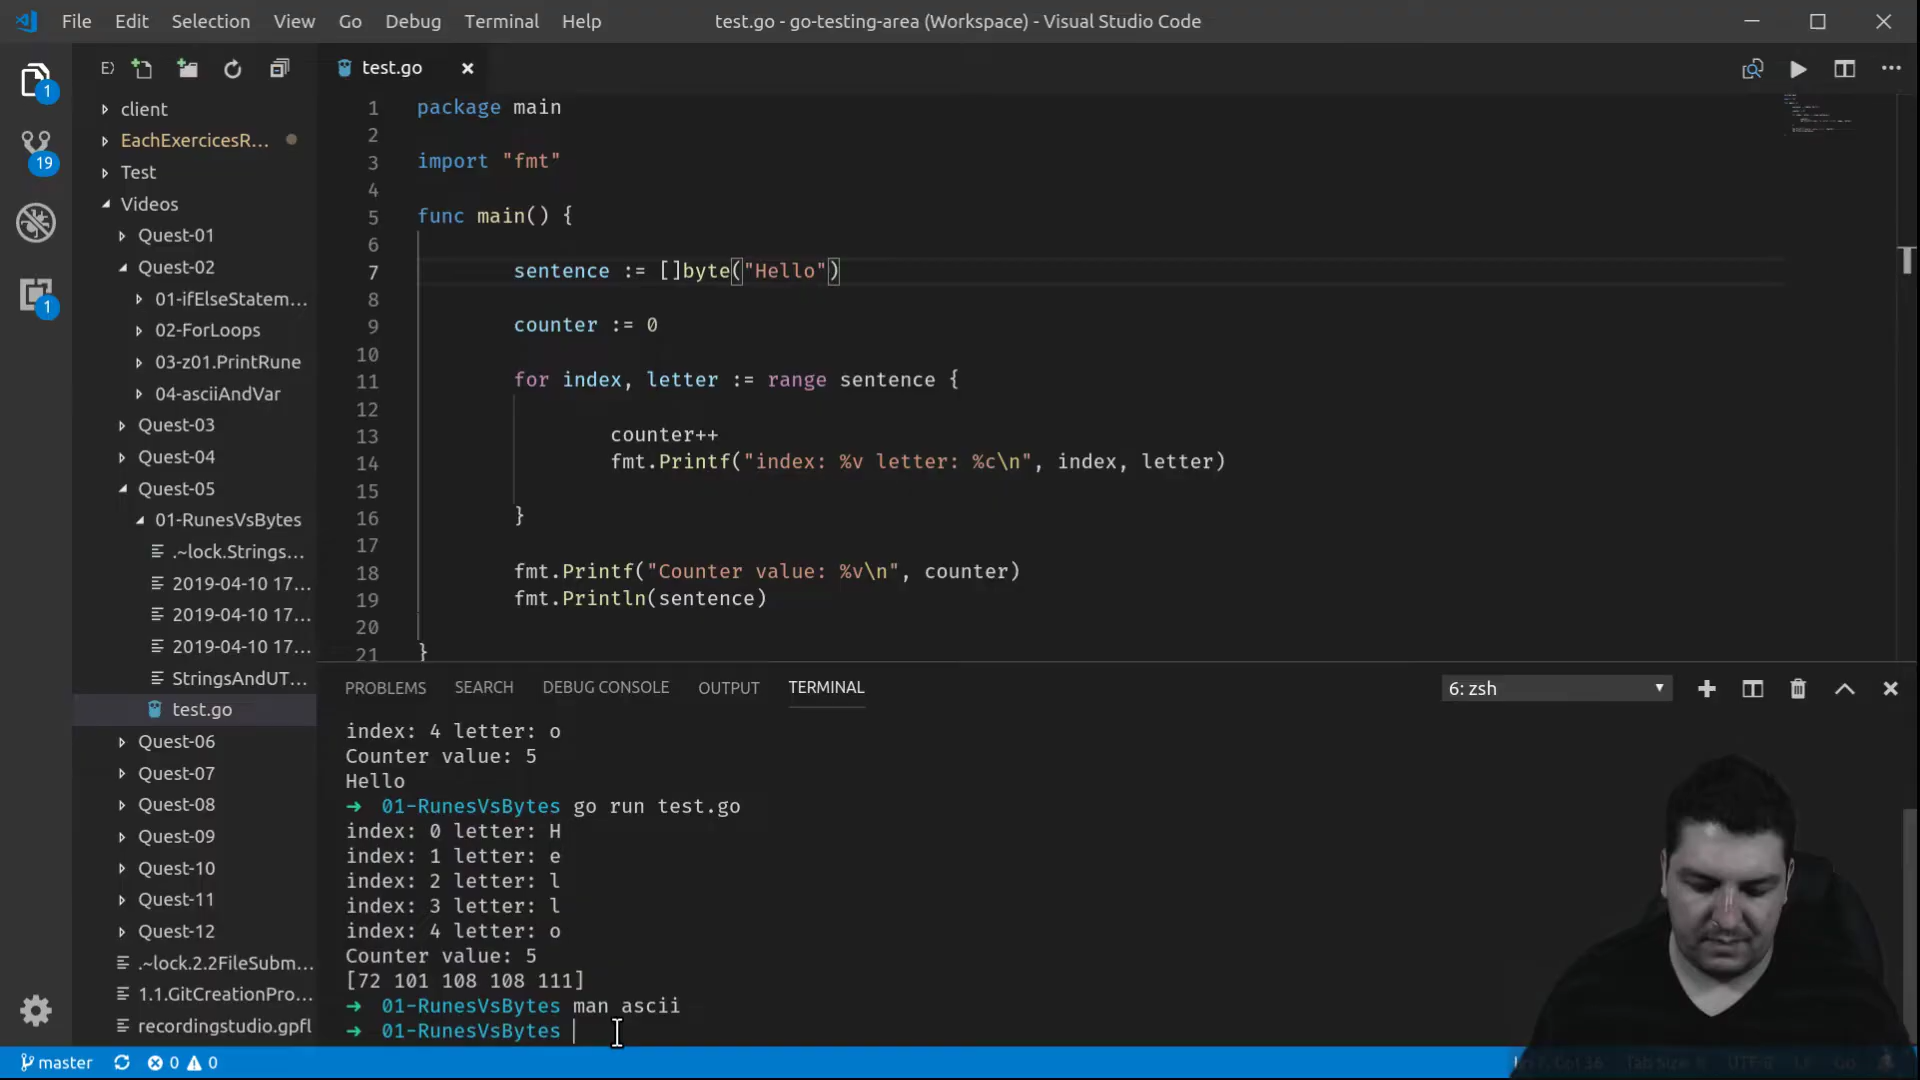 File Edit Selection View Go Debug Terminal Help
test.go - go-testing-area (Workspace) - Visual Studio Code
test.go
1 package main
2
3 import "fmt"
4
5 func main() {
6
7 sentence := []byte("Hello")
8
9 counter := 0
10
11 for index, letter := range sentence {
12
13 counter++
14 fmt.Printf("index: %v letter: %c\n", index, letter)
15
16 }
17
18 fmt.Printf("Counter value: %v\n", counter)
19 fmt.Println(sentence)
20
21 }
1
19
1
client
EachExercicesR...
Test
Videos
Quest-01
Quest-02
01-ifElseStatem...
02-ForLoops
03-z01.PrintRune
04-asciiAndVar
Quest-03
Quest-04
Quest-05
01-RunesVsBytes
.~lock.Strings...
2019-04-10 17...
2019-04-10 17...
2019-04-10 17...
StringsAndUT...
test.go
Quest-06
Quest-07
Quest-08
Quest-09
Quest-10
Quest-11
Quest-12
.~lock.2.2FileSubm...
1.1.GitCreationPro...
recordingstudio.gpfl
PROBLEMS SEARCH DEBUG CONSOLE OUTPUT TERMINAL
6: zsh
index: 4 letter: o
Counter value: 5
Hello
➜ 01-RunesVsBytes go run test.go
index: 0 letter: H
index: 1 letter: e
index: 2 letter: l
index: 3 letter: l
index: 4 letter: o
Counter value: 5
[72 101 108 108 111]
➜ 01-RunesVsBytes man ascii
➜ 01-RunesVsBytes
master 0 0